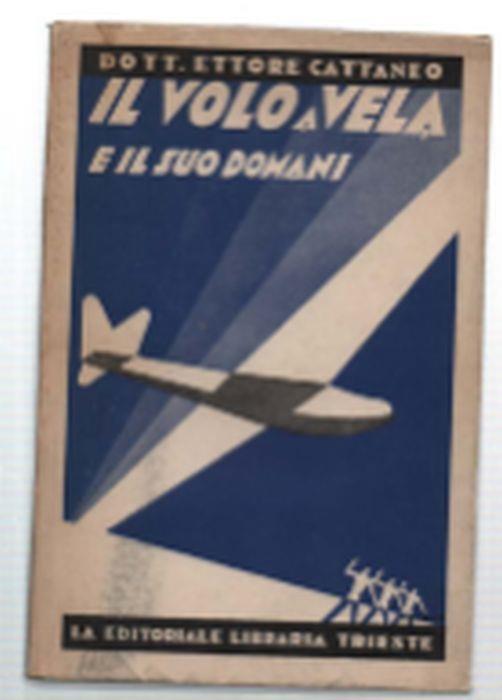 DOTT. ETTORE CATTANEO
IL VOLO A VELA
E IL SUO DOMANI
LA EDITORIALE LIBRARIA TRIESTE